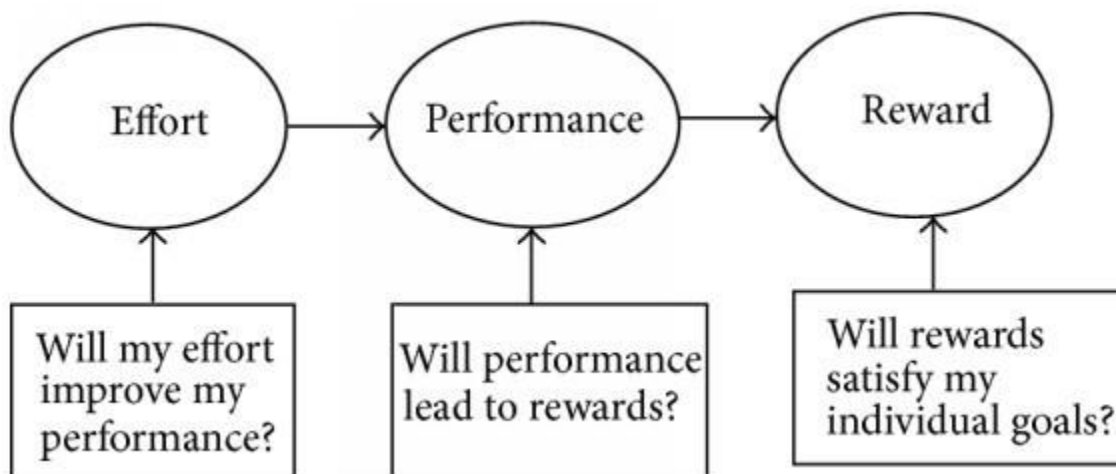 Effort
Performance
Reward
Will my effort
improve my
performance?
Will performance
lead to rewards?
Will rewards
satisfy my
individual goals?